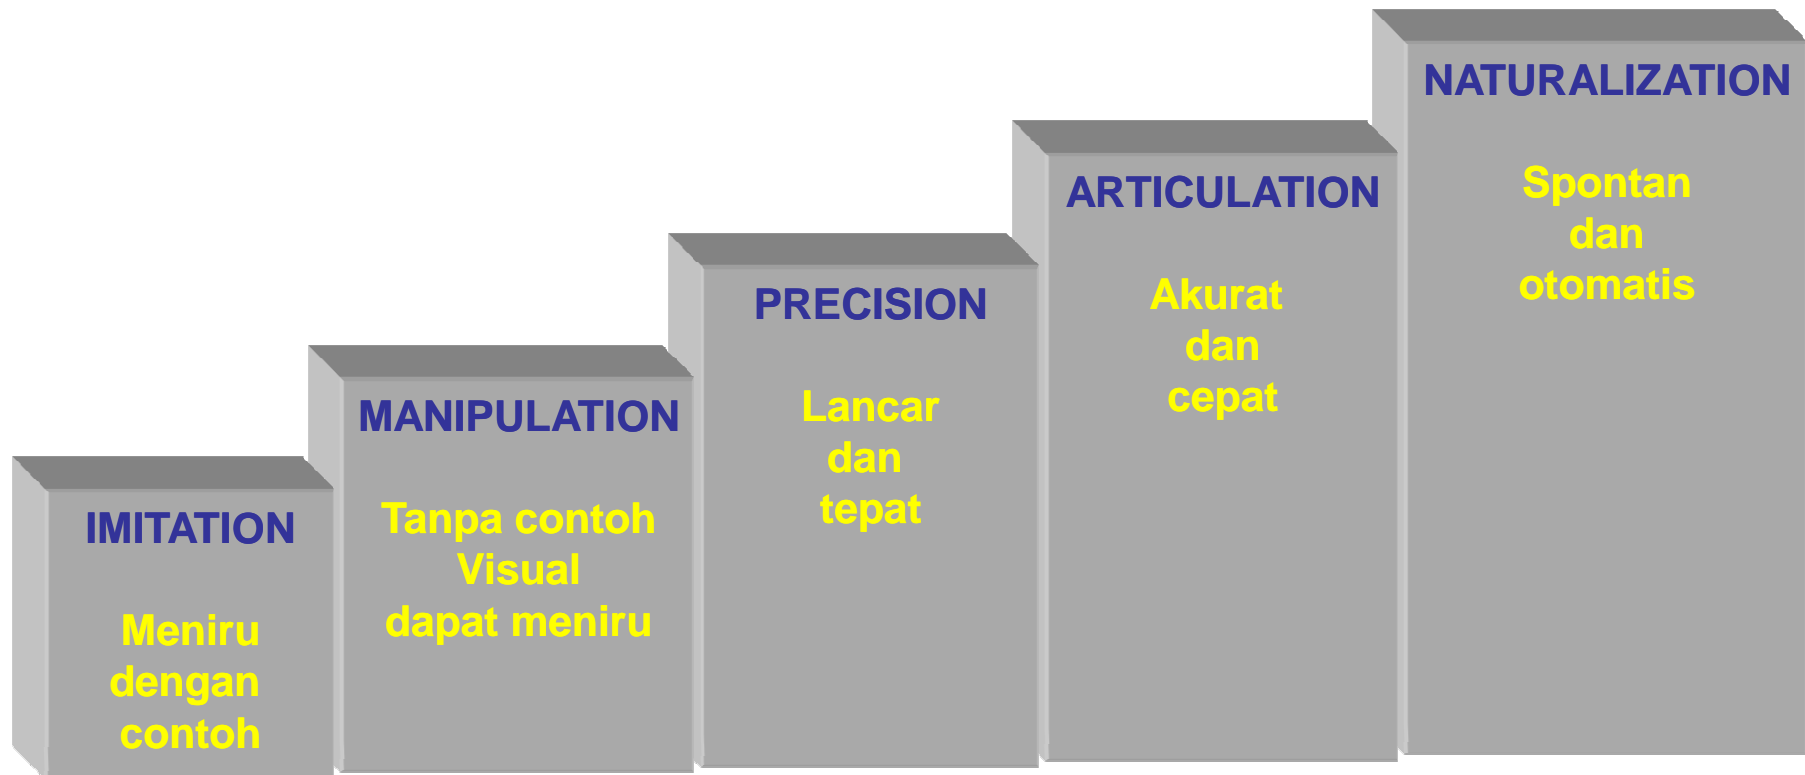 IMITATION
Meniru
dengan
contoh
MANIPULATION
Tanpa contoh
Visual
dapat meniru
PRECISION
Lancar
dan
tepat
ARTICULATION
Akurat
dan
cepat
NATURALIZATION
Spontan
dan
otomatis